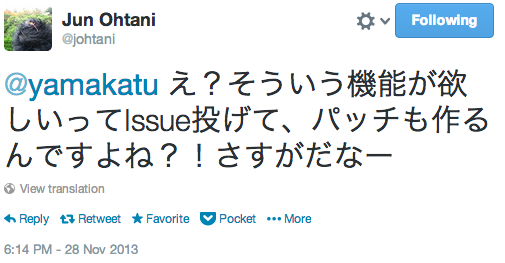 Jun Ohtani
@johtani
Following
@yamakatu え？そういう機能が欲
しいってIssue投げて、パッチも作る
んですよね？！さすがだなー
View translation
Reply Retweet Favorite Pocket More
6:14 PM - 28 Nov 2013